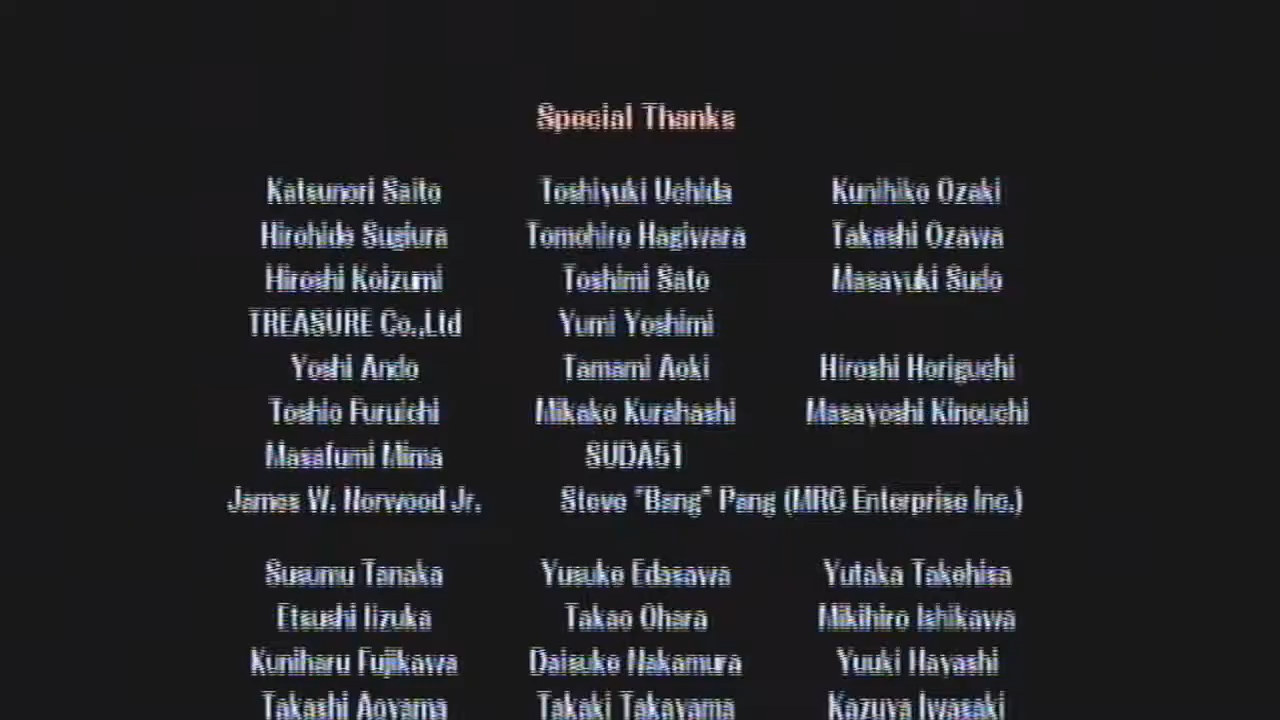 Special Thanks
Katsunori Saito Toshiyuki Uchida Kunihiko Ozaki
Hirohide Sugiura Tomohiro Hagiwara Takashi Ozawa
Hiroshi Koizumi Toshimi Sato Masayuki Sudo
TREASURE Co.,Ltd Yumi Yoshimi
Yoshi Ando Tamami Aoki Hiroshi Horiguchi
Toshio Furuichi Mikako Kurahashi Masayoshi Kinouchi
Masafumi Mima SUDA51
James W. Norwood Jr. Steve "Bang" Pang (MRG Enterprise Inc.)
Susumu Tanaka Yusuke Edasawa Yutaka Takehisa
Etsushi Iizuka Takao Ohara Mikihiro Ishikawa
Kuniharu Fujikawa Daisuke Nakamura Yuuki Hayashi
Takashi Aoyama Takaki Takayama Kazuya Iwasaki